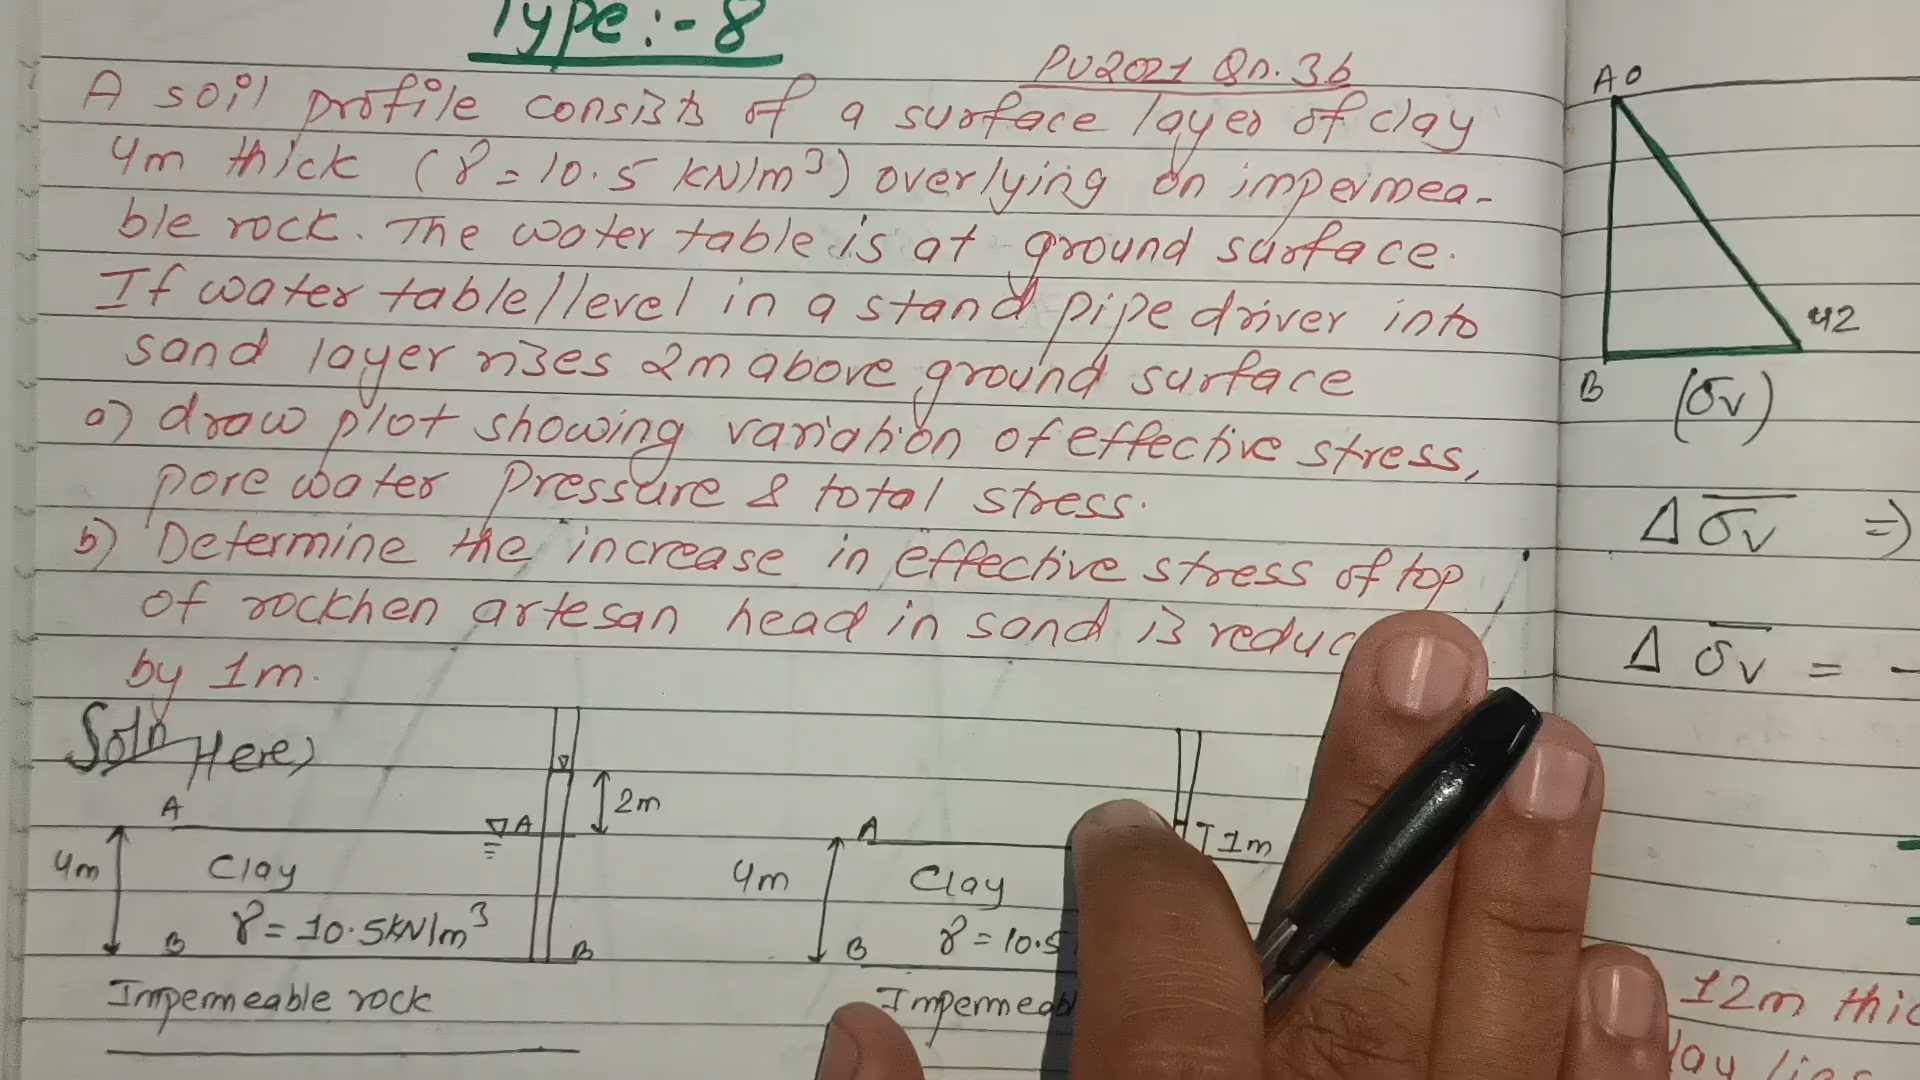 Type:-8
PU2021 Qn.3b
A soil profile consists of a surface layer of clay
4m thick (γ=10.5 kN/m³) overlying on impermea-
ble rock. The water table is at ground surface.
If water table/level in a stand pipe driver into
sand layer rises 2m above ground surface
a) draw plot showing variation of effective stress,
pore water pressure & total stress.
b) Determine the increase in effective stress of top
of rockhen artesan head in sand is reduc
by 1m.
Soln Here,
2m
A
A
4m
Clay
γ=10.5kN/m³
B
B
Impermeable rock
1m
A
4m
Clay
γ=10.5
B
Impermeab
A 0
42
B
(σv)
Δ σ̅v̅ =)
Δ σ̅v̅ = -
12m thic